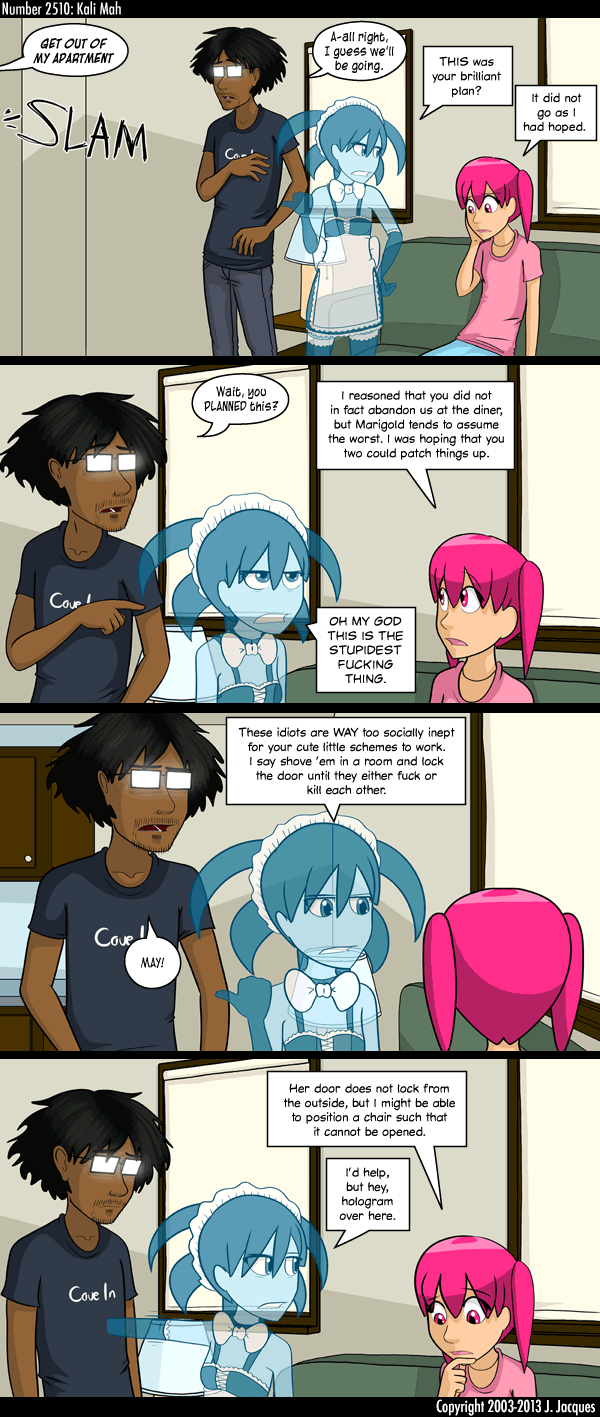 Number 2510: Kali Mah
GET OUT OF
MY APARTMENT
SLAM
A-all right,
I guess we'll
be going.
THIS was
your brilliant
plan?
It did not
go as I
had hoped.
Wait, you
PLANNED this?
I reasoned that you did not
in fact abandon us at the diner,
but Marigold tends to assume
the worst. I was hoping that you
two could patch things up.
Cave I
OH MY GOD
THIS IS THE
STUPIDEST
FUCKING
THING.
These idiots are WAY too socially inept
for your cute little schemes to work.
I say shove 'em in a room and lock
the door until they either fuck or
kill each other.
Cave I
MAY!
Her door does not lock from
the outside, but I might be able
to position a chair such that
it cannot be opened.
I'd help,
but hey,
hologram
over here.
Cave In
Copyright 2003-2013 J. Jacques